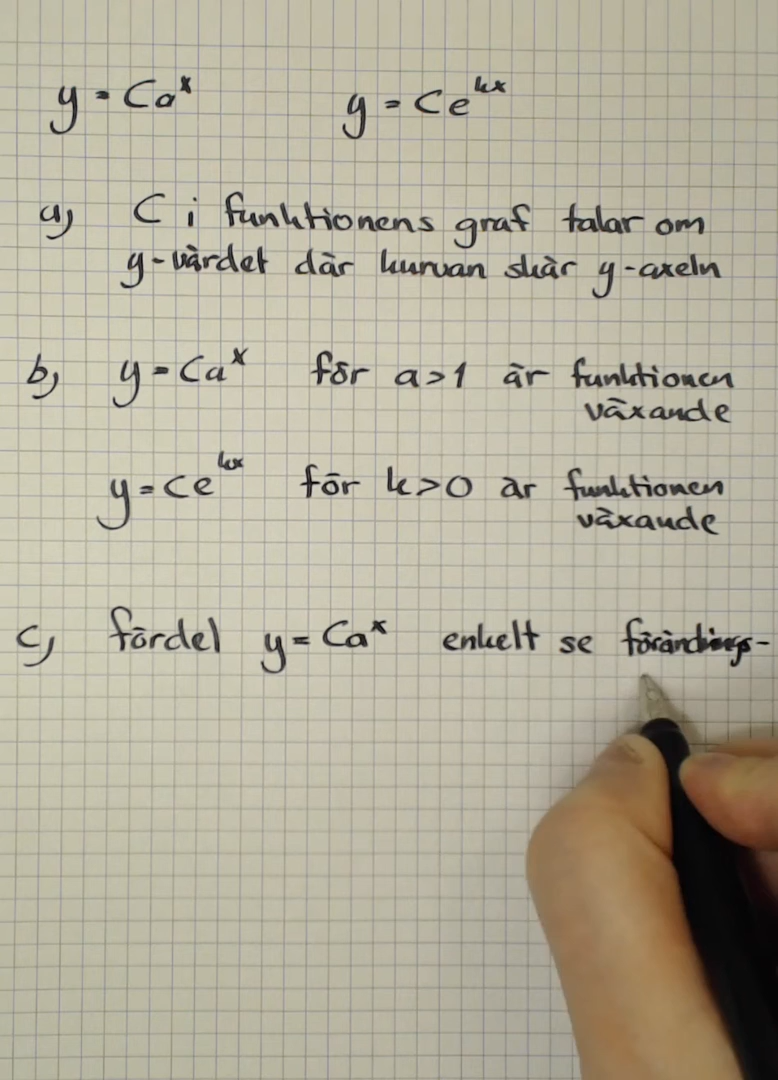 y = Ca^x y = Ce^kx
a) C i funktionens graf talar om
y-värdet där kurvan skär y-axeln
b) y = Ca^x för a>1 är funktionen
växande
y = Ce^kx för k>0 är funktionen
växande
c) fördel y = Ca^x enkelt se förändings-